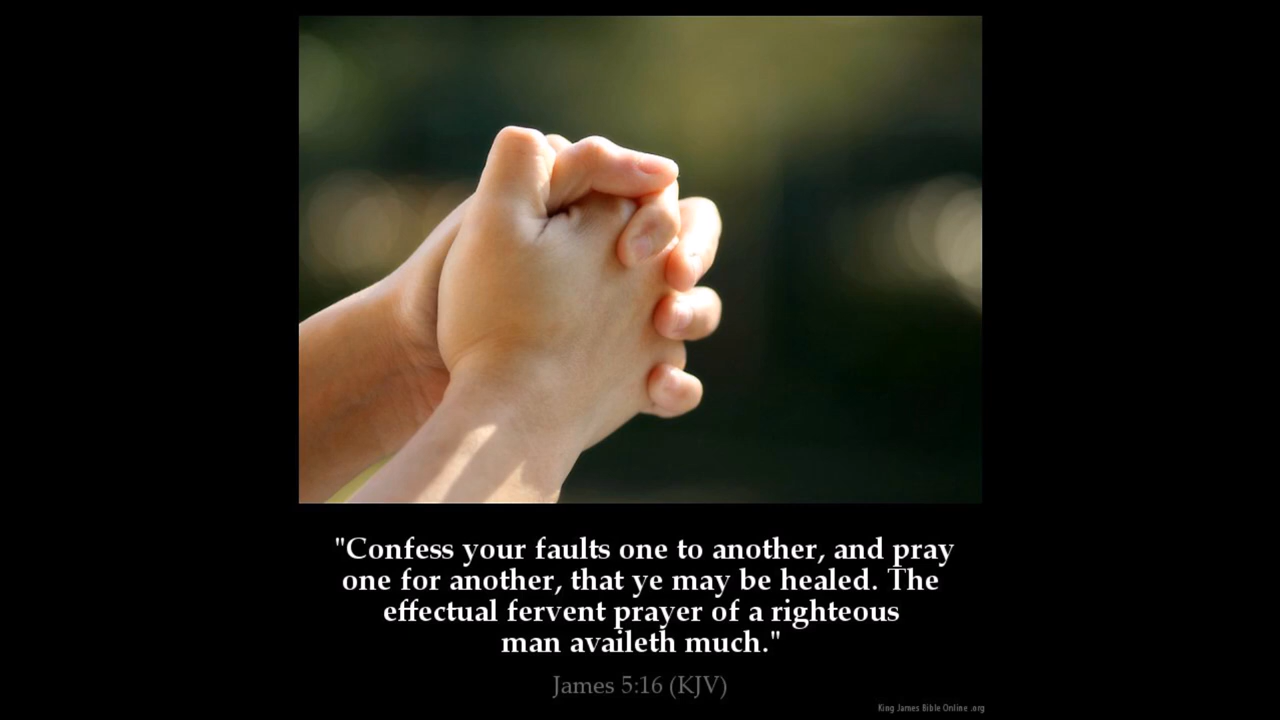 "Confess your faults one to another, and pray
one for another, that ye may be healed. The
effectual fervent prayer of a righteous
man availeth much."
James 5:16 (KJV)
King James Bible Online .org